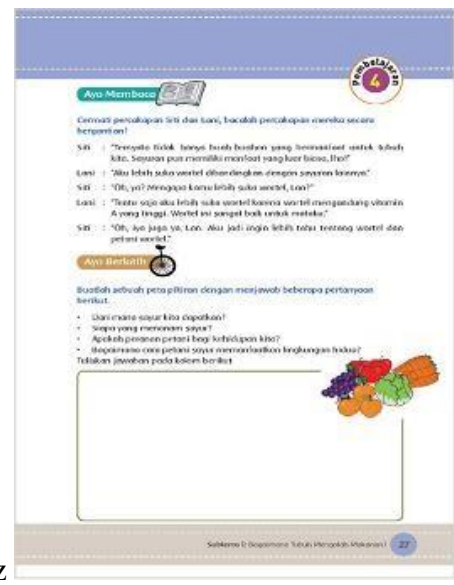 Pembelajaran
4
Ayo Membaca
Cermati percakapan Siti dan Lani, bacalah percakapan mereka secara
bergantian!
Siti : "Ternyata tidak hanya buah-buahan yang bermanfaat untuk tubuh
kita. Sayuran pun memiliki manfaat yang luar biasa, lho!"
Lani : "Aku lebih suka wortel dibandingkan dengan sayuran lainnya."
Siti : "Oh, ya? Mengapa kamu lebih suka wortel, Lan?"
Lani : "Tentu saja aku lebih suka wortel karena wortel mengandung vitamin
A yang tinggi. Wortel ini sangat baik untuk mataku."
Siti : "Oh, iya juga ya, Lan. Aku jadi ingin lebih tahu tentang wortel dan
petani wortel."
Ayo Berlatih
Buatlah sebuah peta pikiran dengan menjawab beberapa pertanyaan
berikut.
• Dari mana sayur kita dapatkan?
• Siapa yang menanam sayur?
• Apakah peranan petani bagi kehidupan kita?
• Bagaimana cara petani sayur memanfaatkan lingkungan hidup?
Tuliskan jawaban pada kolom berikut.
Subtema 1: Bagaimana Tubuh Mengolah Makanan? 27
z